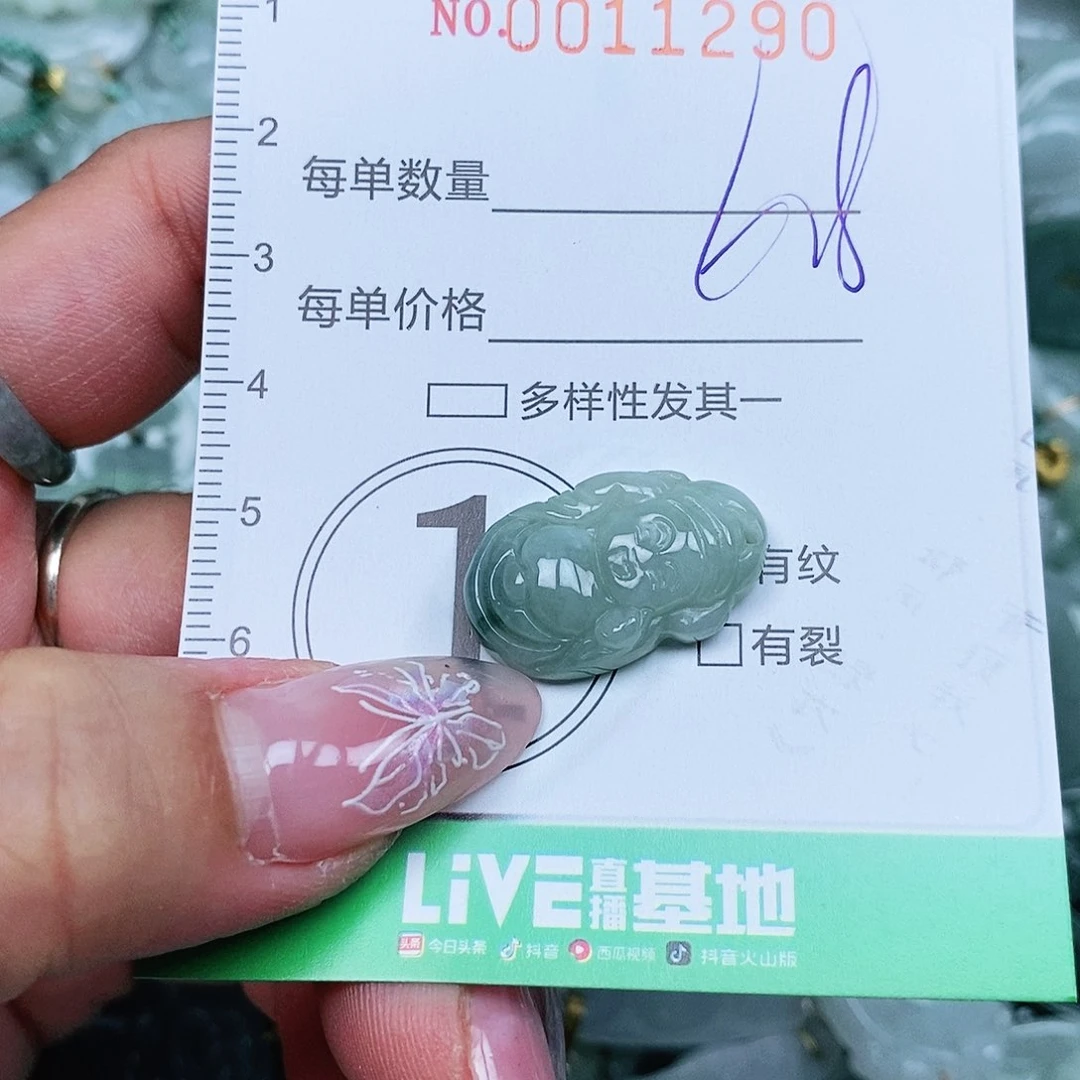 1
NO.0011290
2
每单数量
68
3
每单价格
4
多样性发其一
5
1
有纹
6
有裂
LiVE直播基地
头条 今日头条 抖音 西瓜视频 抖音火山版